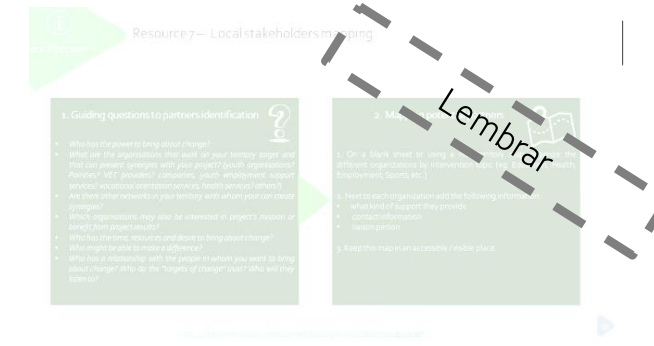 Resource 7 – Local stakeholders mapping
Lembrar
1. Guiding questions to partners identification
Who has the power to bring about change?
What are the organisations that work on your territory target and
that can present synergies with your project? (youth organisations?
Parishes? VET providers? companies, youth employment support
services? vocational orientation services, health services? others?)
Are there other networks in your territory with whom your can create
synergies?
Which organisations may also be interested in project's mission or
benefit from project results?
Who has the time, resources and desire to bring about change?
Who might be able to make a difference?
Who has a relationship with the people in whom you want to bring
about change? Who do the "targets of change" trust? Who will they
listen to?
2.
1. On a blank sheet or using a
different organisations by intervention topic (eg. Health,
Employment, Sports, etc.)
2. Next to each organization add the following information
what kind of support they provide
contact information
liaison person
3. Keep this map in an accessible / visible place.